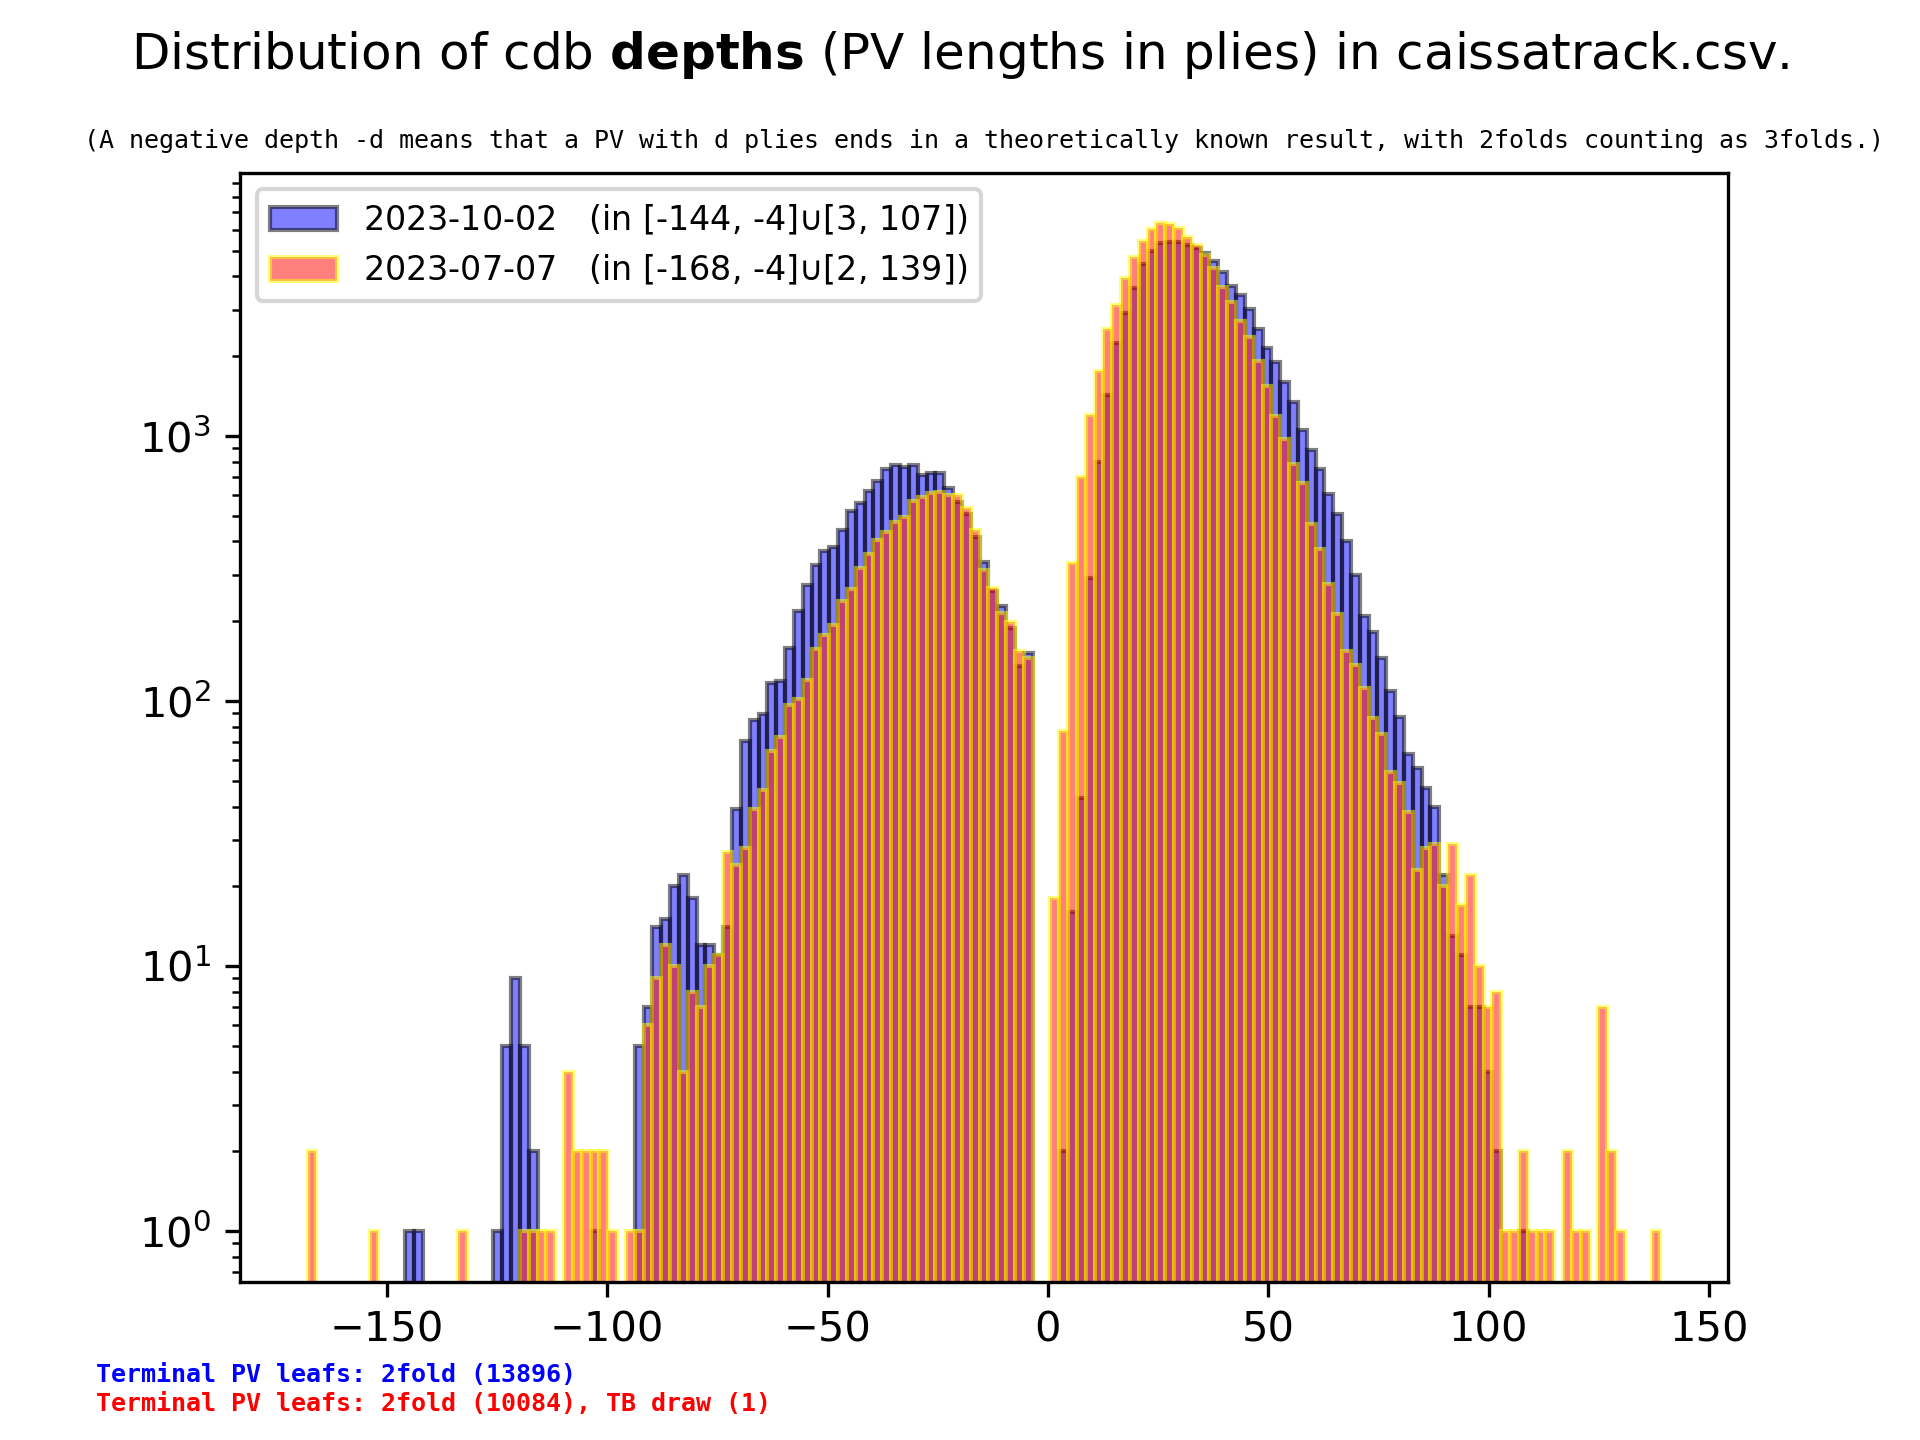 Distribution of cdb depths (PV lengths in plies) in caissatrack.csv.
(A negative depth -d means that a PV with d plies ends in a theoretically known result, with 2folds counting as 3folds.)
2023-10-02 (in [-144, -4]∪[3, 107])
2023-07-07 (in [-168, -4]∪[2, 139])
10³
10²
10¹
10⁰
−150 −100 −50 0 50 100 150
Terminal PV leafs: 2fold (13896)
Terminal PV leafs: 2fold (10084), TB draw (1)